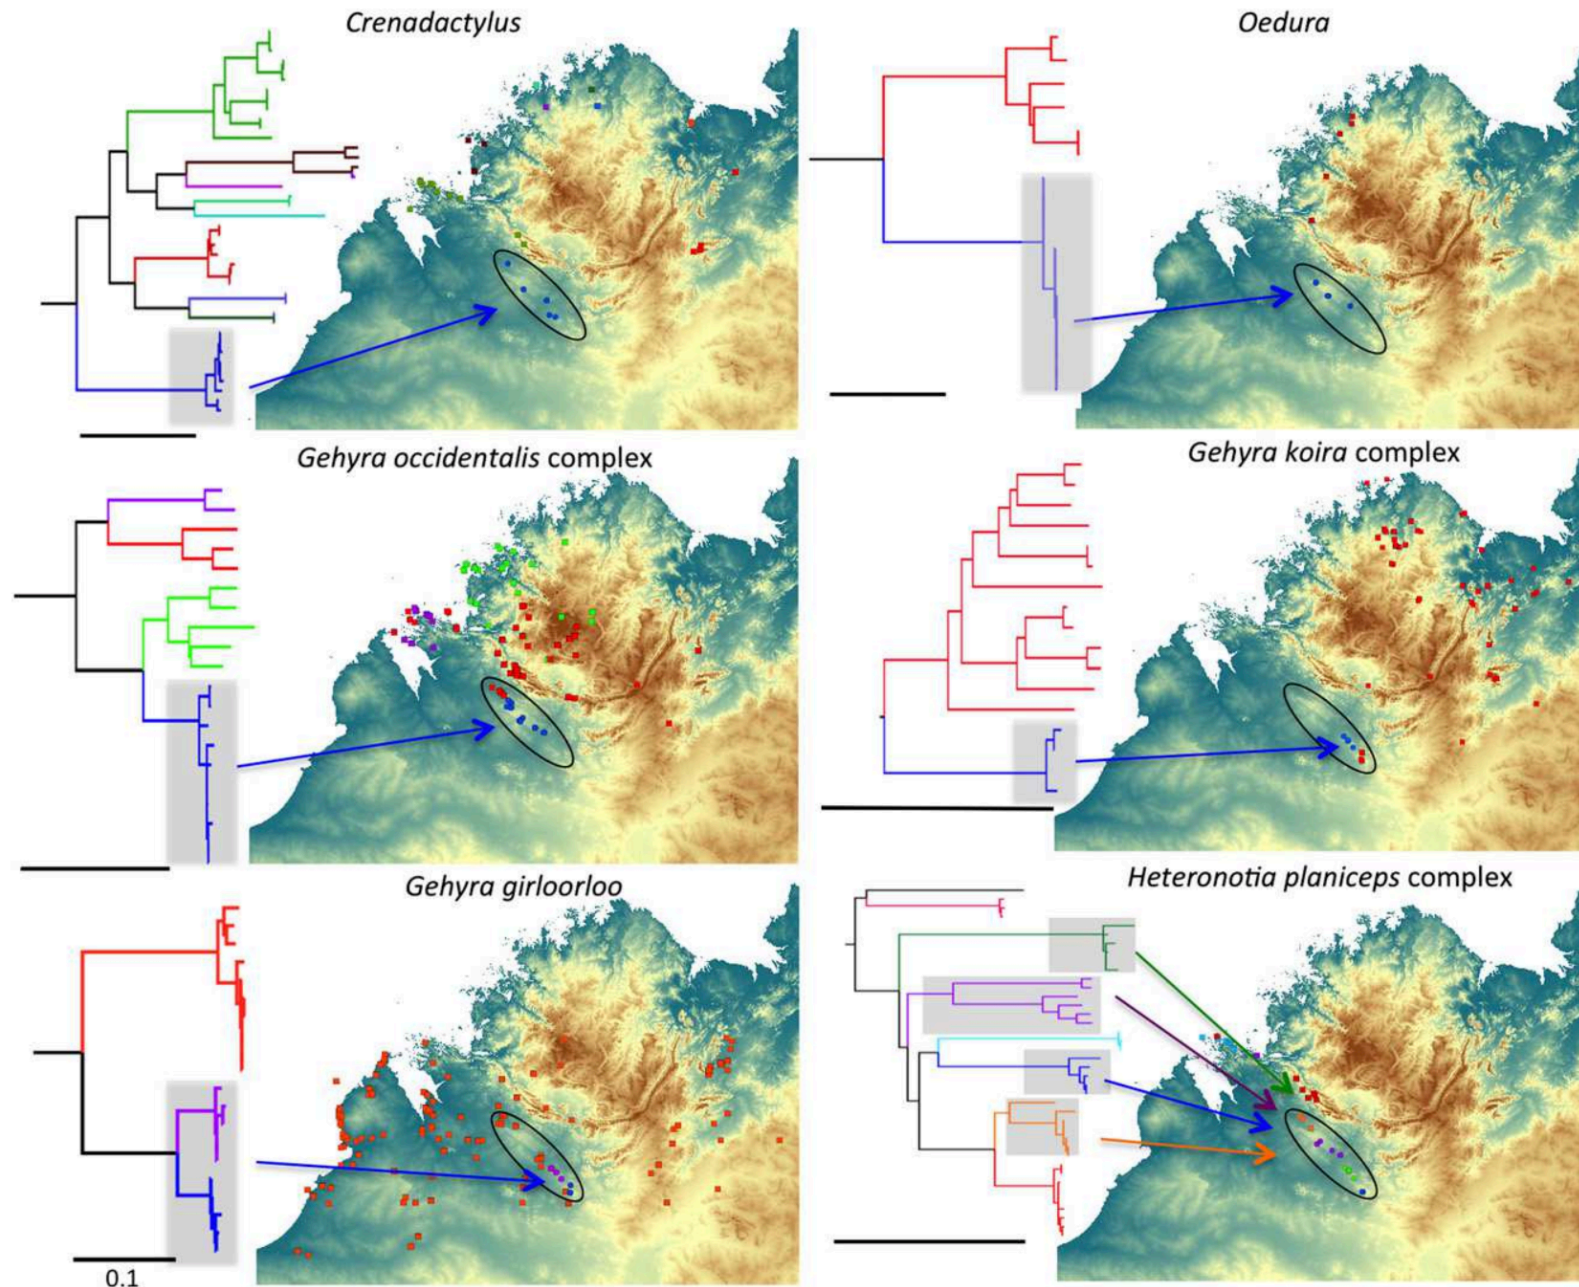 Crenadactylus
Oedura
Gehyra occidentalis complex
Gehyra koira complex
Gehyra girloorloo
Heteronotia planiceps complex
0.1